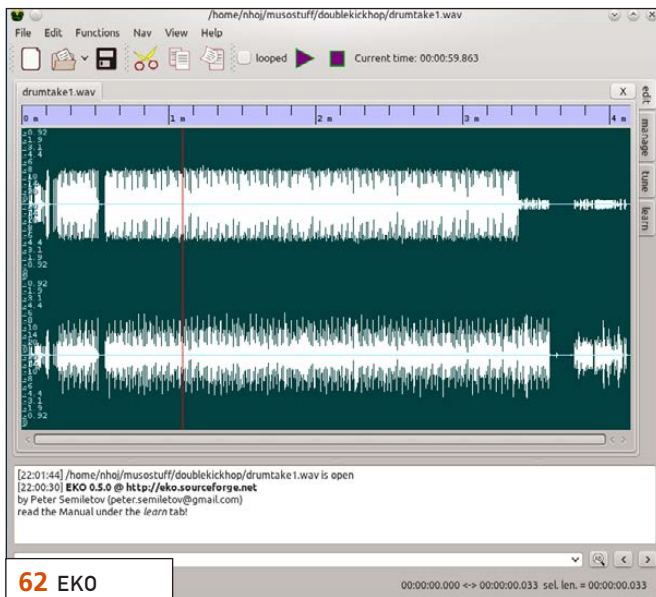 /home/nhoj/musostuff/doublekickhop/drumtake1.wav
File Edit Functions Nav View Help
looped Current time: 00:00:59.863
drumtake1.wav X
edit
manage
tune
learn
0 m 1 m 2 m 3 m 4 m
[22:01:44] /home/nhoj/musostuff/doublekickhop/drumtake1.wav is open
[22:00:30] EKO 0.5.0 @ http://eko.sourceforge.net
by Peter Semiletov (peter.semiletov@gmail.com)
read the Manual under the learn tab!
62 EKO
00:00:00.000 <-> 00:00:00.033 sel. len. = 00:00:00.033